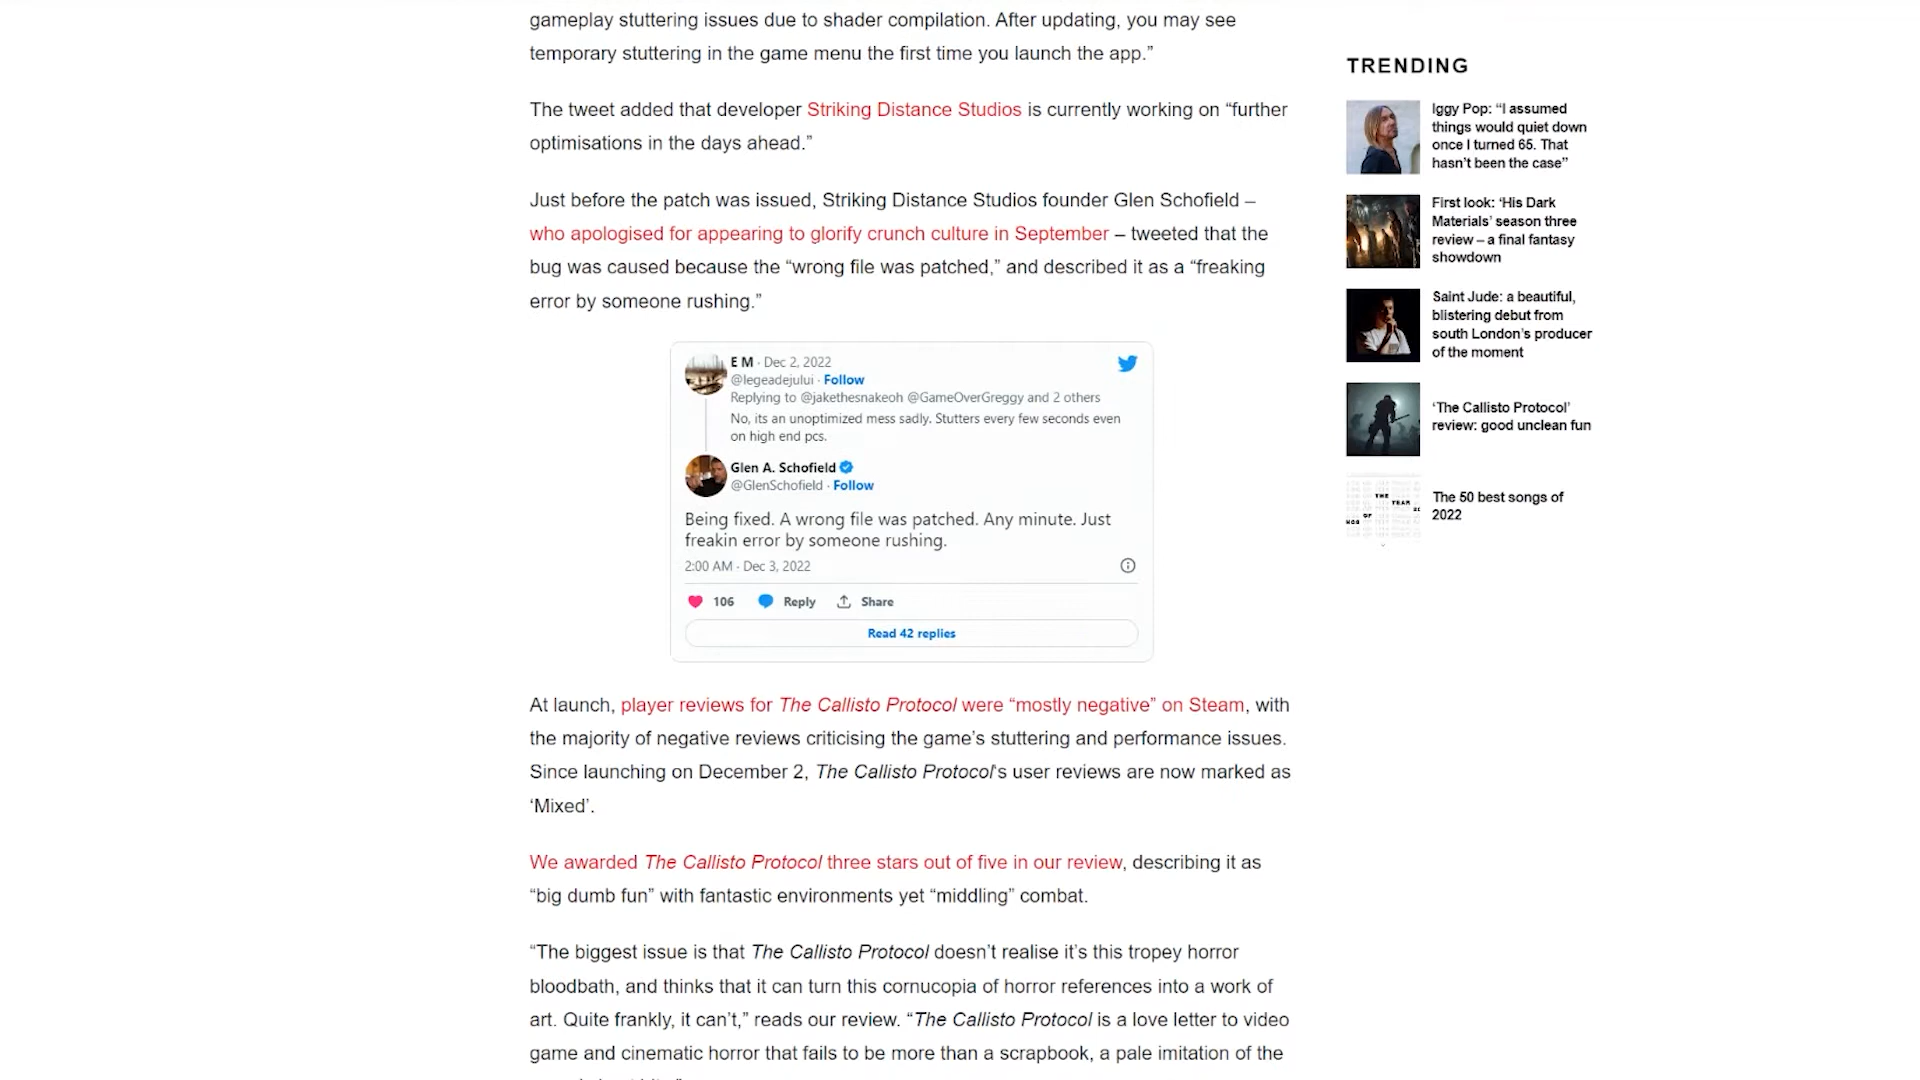 gameplay stuttering issues due to shader compilation. After updating, you may see
temporary stuttering in the game menu the first time you launch the app.”
The tweet added that developer Striking Distance Studios is currently working on “further
optimisations in the days ahead.”
Just before the patch was issued, Striking Distance Studios founder Glen Schofield –
who apologised for appearing to glorify crunch culture in September – tweeted that the
bug was caused because the “wrong file was patched,” and described it as a “freaking
error by someone rushing.”
E M · Dec 2, 2022
@legeadejului · Follow
Replying to @jakethesnakeoh @GameOverGreggy and 2 others
No, its an unoptimized mess sadly. Stutters every few seconds even
on high end pcs.
Glen A. Schofield
@GlenSchofield · Follow
Being fixed. A wrong file was patched. Any minute. Just
freakin error by someone rushing.
2:00 AM · Dec 3, 2022
106 Reply Share
Read 42 replies
At launch, player reviews for The Callisto Protocol were “mostly negative” on Steam, with
the majority of negative reviews criticising the game’s stuttering and performance issues.
Since launching on December 2, The Callisto Protocol‘s user reviews are now marked as
‘Mixed’.
We awarded The Callisto Protocol three stars out of five in our review, describing it as
“big dumb fun” with fantastic environments yet “middling” combat.
“The biggest issue is that The Callisto Protocol doesn’t realise it’s this tropey horror
bloodbath, and thinks that it can turn this cornucopia of horror references into a work of
art. Quite frankly, it can’t,” reads our review. “The Callisto Protocol is a love letter to video
game and cinematic horror that fails to be more than a scrapbook, a pale imitation of the
TRENDING
Iggy Pop: “I assumed
things would quiet down
once I turned 65. That
hasn’t been the case”
First look: ‘His Dark
Materials’ season three
review – a final fantasy
showdown
Saint Jude: a beautiful,
blistering debut from
south London’s producer
of the moment
‘The Callisto Protocol’
review: good unclean fun
THE
YEAR
OF
The 50 best songs of
2022